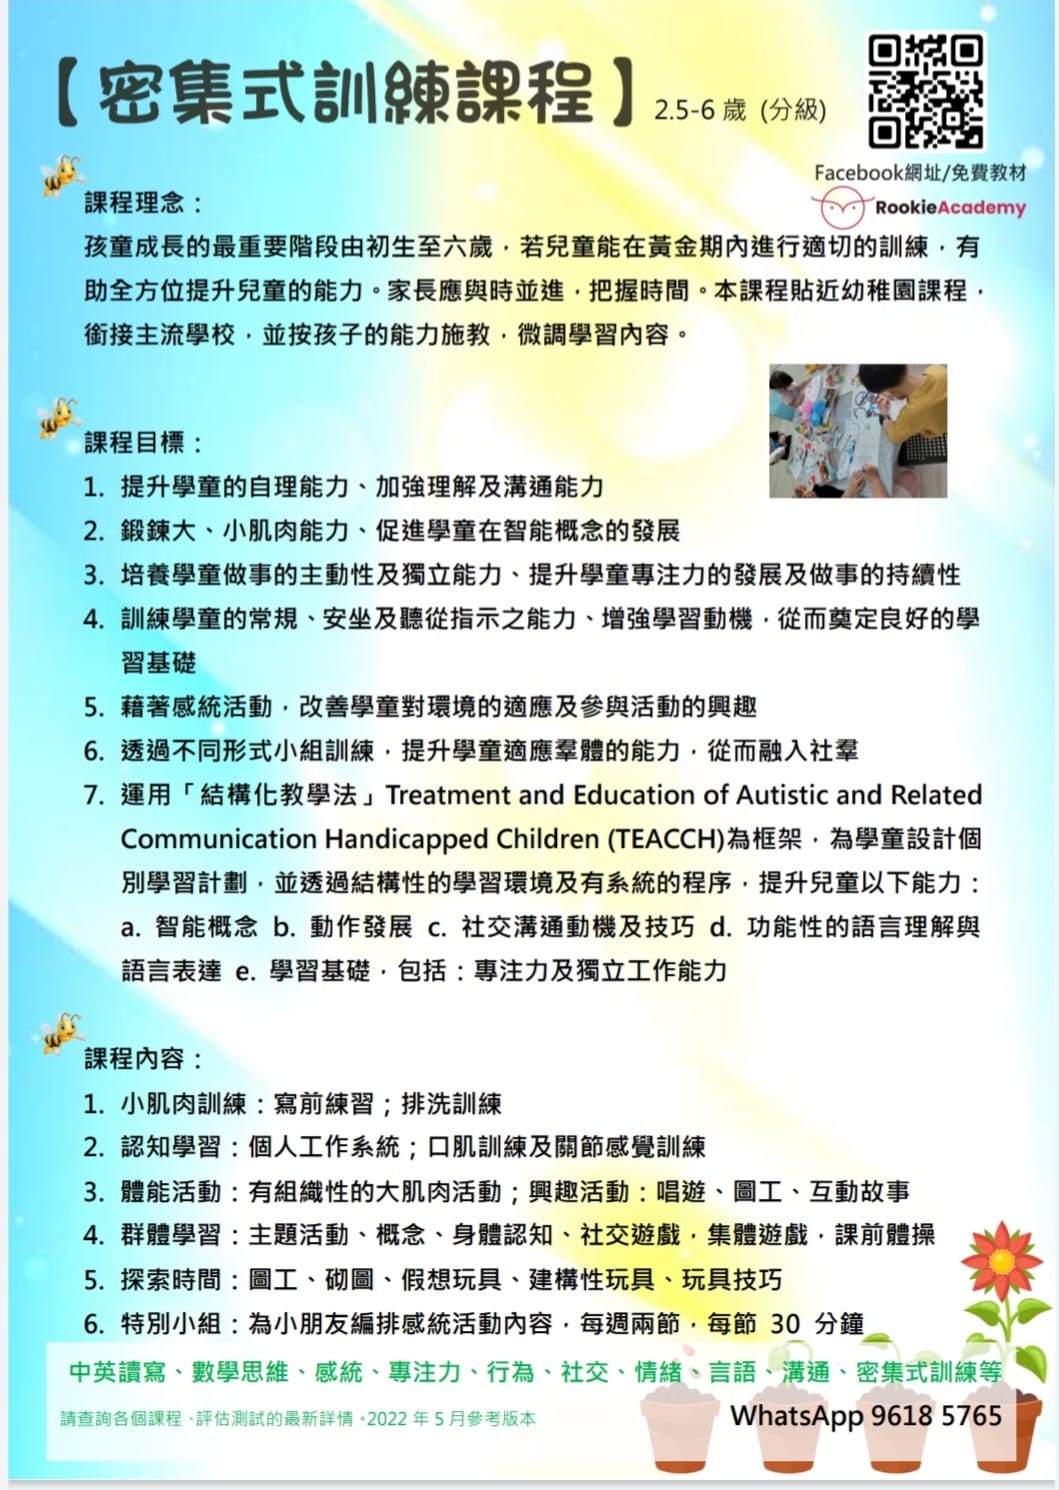 【密集式訓練課程】2.5-6 歲 (分級)
Facebook網址/免費教材
RookieAcademy
課程理念：
孩童成長的最重要階段由初生至六歲，若兒童能在黃金期內進行適切的訓練，有
助全方位提升兒童的能力。家長應與時並進，把握時間。本課程貼近幼稚園課程，
銜接主流學校，並按孩子的能力施教，微調學習內容。
課程目標：
1. 提升學童的自理能力、加強理解及溝通能力
2. 鍛鍊大、小肌肉能力、促進學童在智能概念的發展
3. 培養學童做事的主動性及獨立能力、提升學童專注力的發展及做事的持續性
4. 訓練學童的常規、安坐及聽從指示之能力、增強學習動機，從而奠定良好的學
習基礎
5. 藉著感統活動，改善學童對環境的適應及參與活動的興趣
6. 透過不同形式小組訓練，提升學童適應羣體的能力，從而融入社羣
7. 運用「結構化教學法」Treatment and Education of Autistic and Related
Communication Handicapped Children (TEACCH)為框架，為學童設計個
別學習計劃，並透過結構性的學習環境及有系統的程序，提升兒童以下能力：
a. 智能概念 b. 動作發展 c. 社交溝通動機及技巧 d. 功能性的語言理解與
語言表達 e. 學習基礎，包括：專注力及獨立工作能力
課程內容：
1. 小肌肉訓練：寫前練習；排洗訓練
2. 認知學習：個人工作系統；口肌訓練及關節感覺訓練
3. 體能活動：有組織性的大肌肉活動；興趣活動：唱遊、圖工、互動故事
4. 群體學習：主題活動、概念、身體認知、社交遊戲，集體遊戲，課前體操
5. 探索時間：圖工、砌圖、假想玩具、建構性玩具、玩具技巧
6. 特別小組：為小朋友編排感統活動內容，每週兩節，每節 30 分鐘
中英讀寫、數學思維、感統、專注力、行為、社交、情緒、言語、溝通、密集式訓練等
請查詢各個課程、評估測試的最新詳情。2022 年 5 月參考版本
WhatsApp 9618 5765